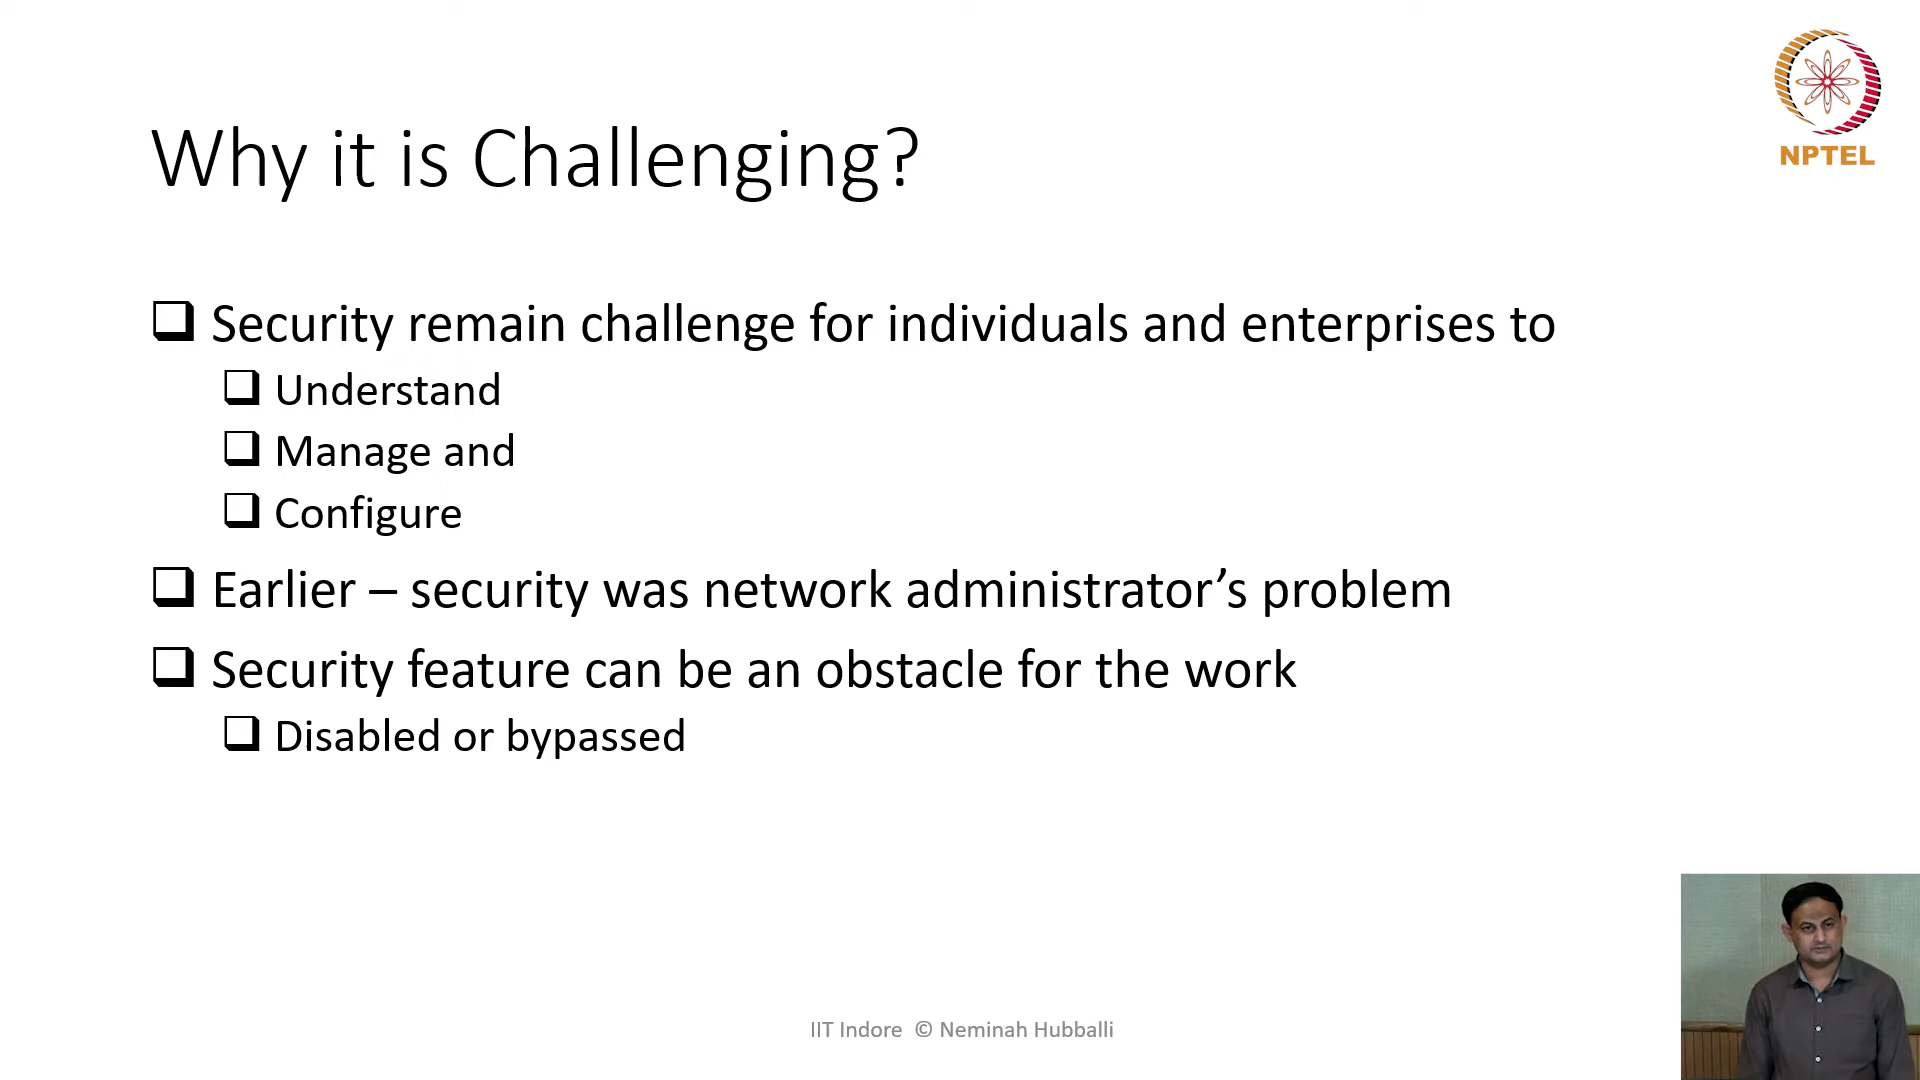 NPTEL
Why it is Challenging?
Security remain challenge for individuals and enterprises to
Understand
Manage and
Configure
Earlier – security was network administrator’s problem
Security feature can be an obstacle for the work
Disabled or bypassed
IIT Indore © Neminah Hubballi